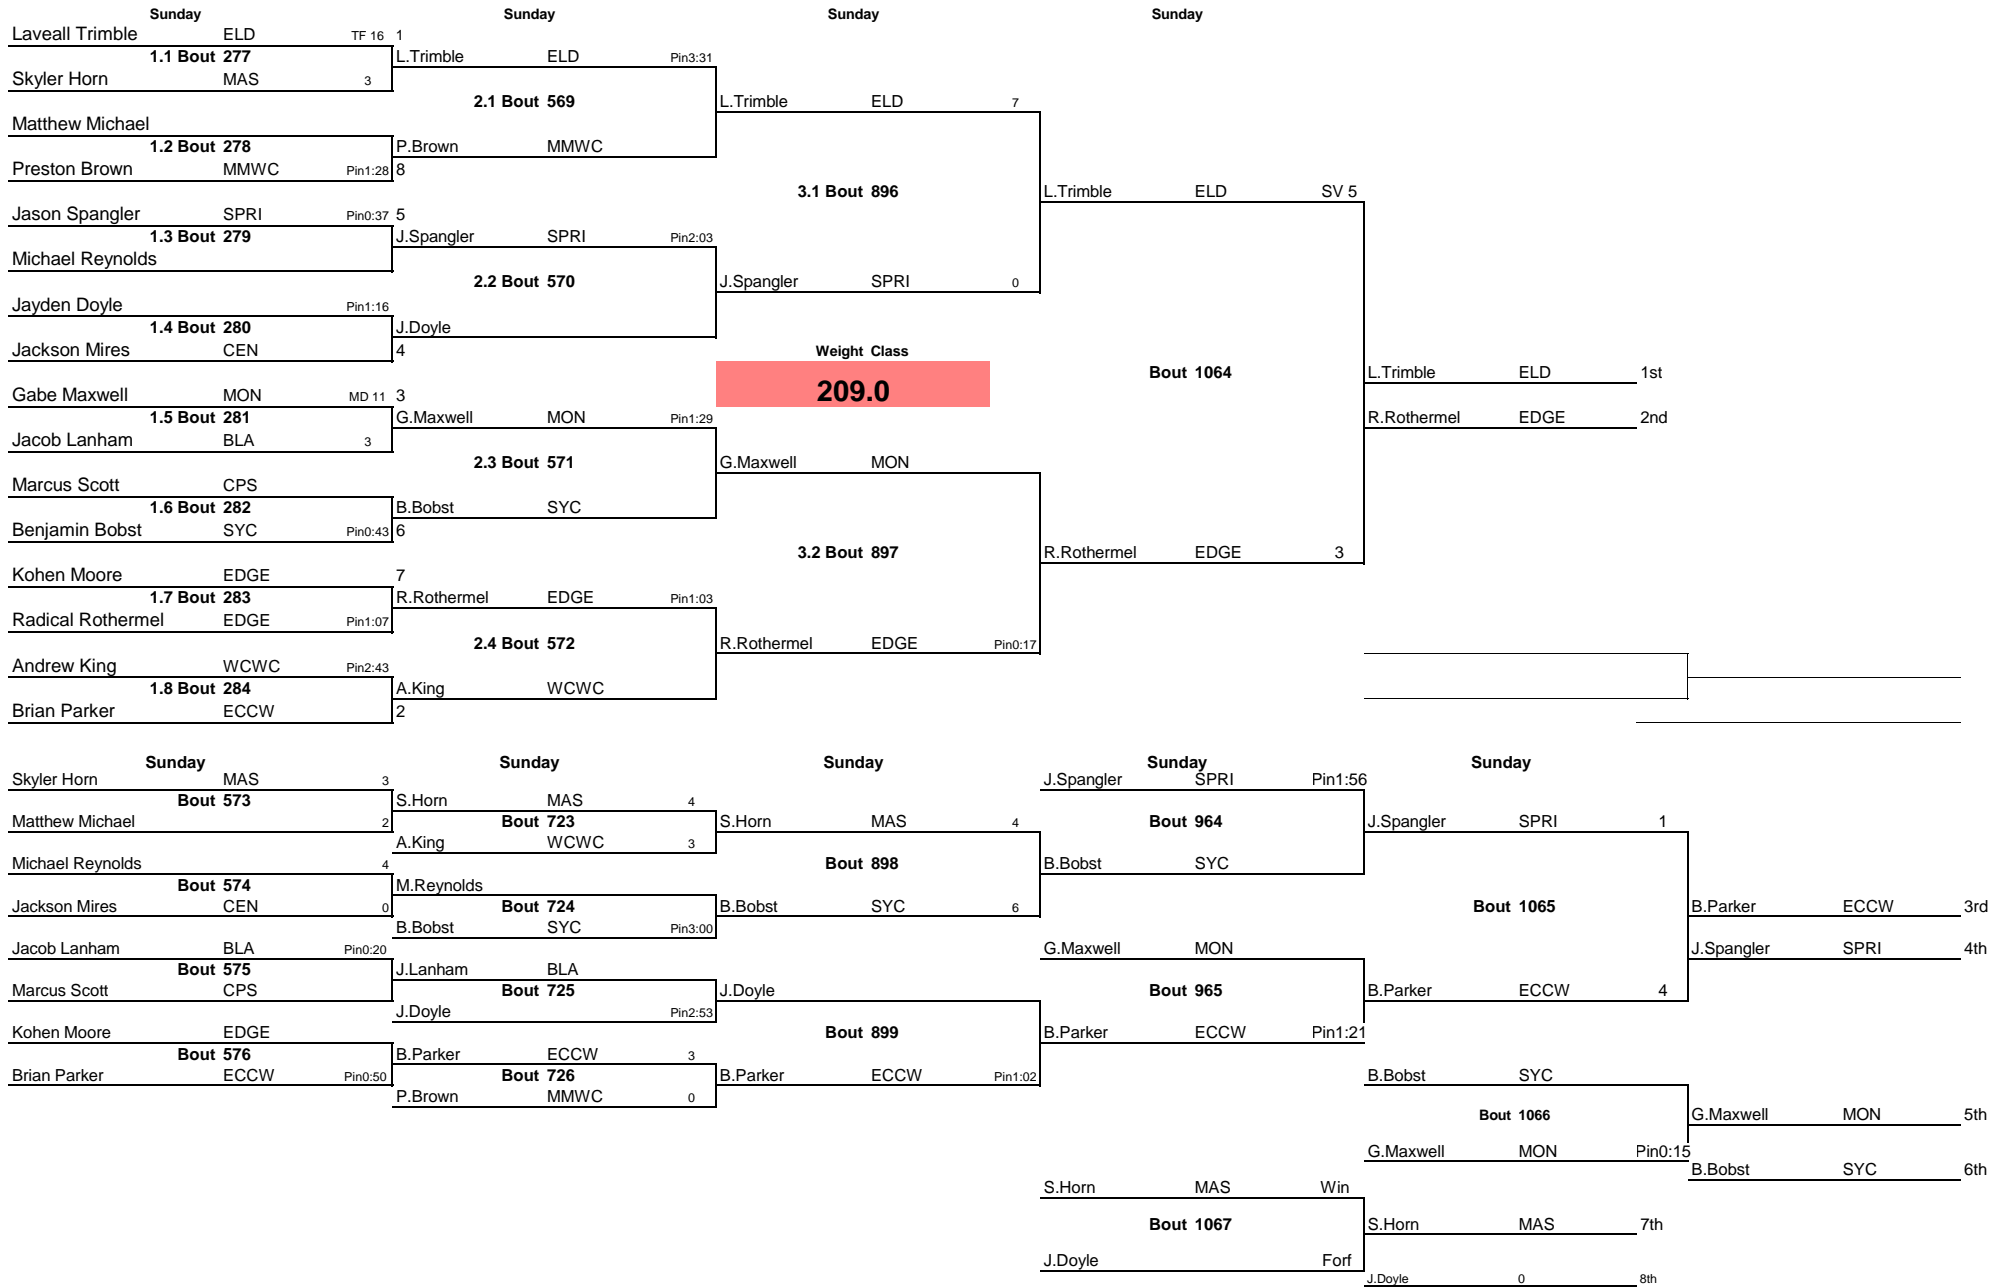 Sunday Sunday Sunday Sunday
Laveall Trimble ELD TF 16 1
1.1 Bout 277 L.Trimble ELD Pin3:31
Skyler Horn MAS 3
2.1 Bout 569 L.Trimble ELD 7
Matthew Michael
1.2 Bout 278 P.Brown MMWC
Preston Brown MMWC Pin1:28 8
3.1 Bout 896 L.Trimble ELD SV 5
Jason Spangler SPRI Pin0:37 5
1.3 Bout 279 J.Spangler SPRI Pin2:03
Michael Reynolds
2.2 Bout 570 J.Spangler SPRI 0
Jayden Doyle Pin1:16
1.4 Bout 280 J.Doyle
Jackson Mires CEN 4 Weight Class
Bout 1064 L.Trimble ELD 1st
Gabe Maxwell MON MD 11 3 209.0
1.5 Bout 281 G.Maxwell MON Pin1:29 R.Rothermel EDGE 2nd
Jacob Lanham BLA 3
2.3 Bout 571 G.Maxwell MON
Marcus Scott CPS
1.6 Bout 282 B.Bobst SYC
Benjamin Bobst SYC Pin0:43 6
3.2 Bout 897 R.Rothermel EDGE 3
Kohen Moore EDGE 7
1.7 Bout 283 R.Rothermel EDGE Pin1:03
Radical Rothermel EDGE Pin1:07
2.4 Bout 572 R.Rothermel EDGE Pin0:17
Andrew King WCWC Pin2:43
1.8 Bout 284 A.King WCWC
Brian Parker ECCW 2
Sunday Sunday Sunday Sunday Sunday
Skyler Horn MAS 3 J.Spangler SPRI Pin1:56
Bout 573 S.Horn MAS 4
Matthew Michael 2 Bout 723 S.Horn MAS 4 Bout 964 J.Spangler SPRI 1
A.King WCWC 3
Michael Reynolds 4 Bout 898 B.Bobst SYC
Bout 574 M.Reynolds
Jackson Mires CEN 0 Bout 724 B.Bobst SYC 6 Bout 1065 B.Parker ECCW 3rd
B.Bobst SYC Pin3:00
Jacob Lanham BLA Pin0:20 G.Maxwell MON J.Spangler SPRI 4th
Bout 575 J.Lanham BLA
Marcus Scott CPS Bout 725 J.Doyle Bout 965 B.Parker ECCW 4
J.Doyle Pin2:53
Kohen Moore EDGE Bout 899 B.Parker ECCW Pin1:21
Bout 576 B.Parker ECCW 3
Brian Parker ECCW Pin0:50 Bout 726 B.Parker ECCW Pin1:02 B.Bobst SYC
P.Brown MMWC 0
Bout 1066 G.Maxwell MON 5th
G.Maxwell MON Pin0:15
B.Bobst SYC 6th
S.Horn MAS Win
Bout 1067 S.Horn MAS 7th
J.Doyle Forf
J.Doyle 0 8th